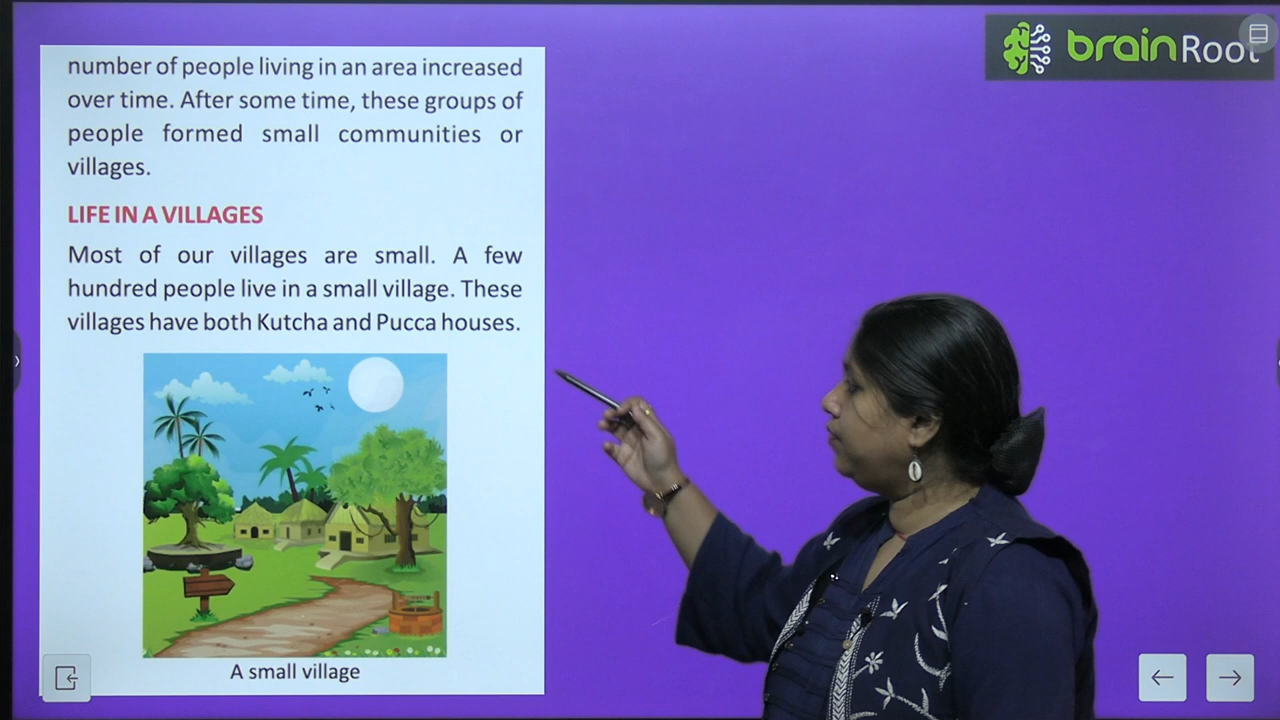 number of people living in an area increased
over time. After some time, these groups of
people formed small communities or
villages.
LIFE IN A VILLAGES
Most of our villages are small. A few
hundred people live in a small village. These
villages have both Kutcha and Pucca houses.
A small village
brainRoot